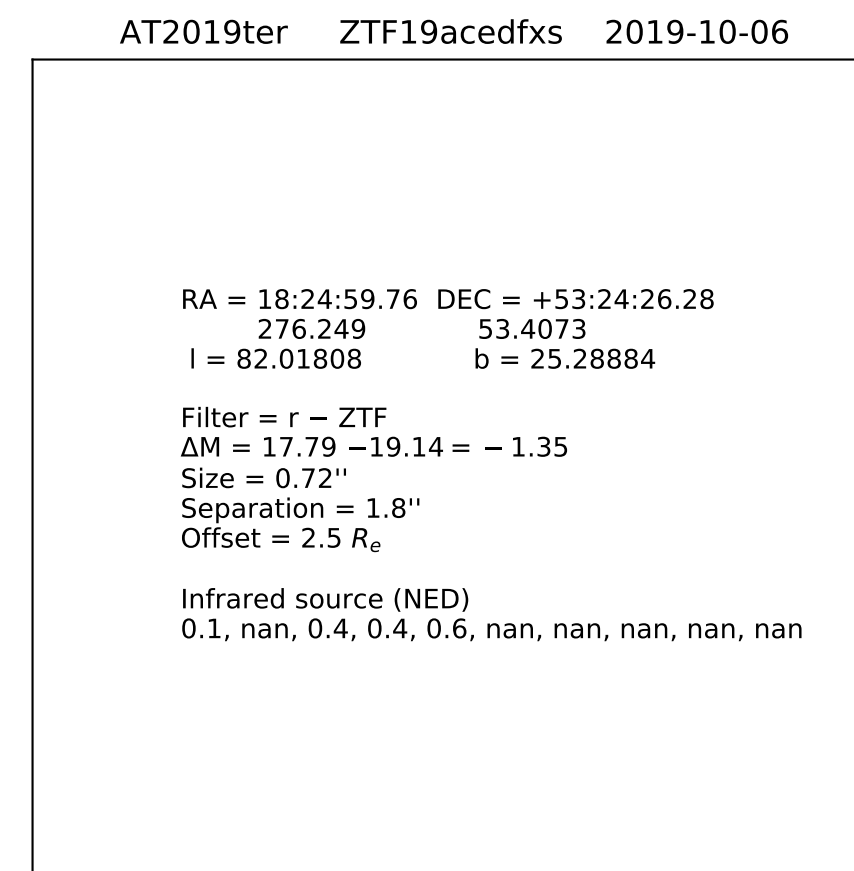 AT2019ter ZTF19acedfxs 2019-10-06
RA = 18:24:59.76 DEC = +53:24:26.28
276.249 53.4073
l = 82.01808 b = 25.28884
Filter = r − ZTF
ΔM = 17.79 −19.14 = − 1.35
Size = 0.72''
Separation = 1.8''
Offset = 2.5 Rₑ
Infrared source (NED)
0.1, nan, 0.4, 0.4, 0.6, nan, nan, nan, nan, nan